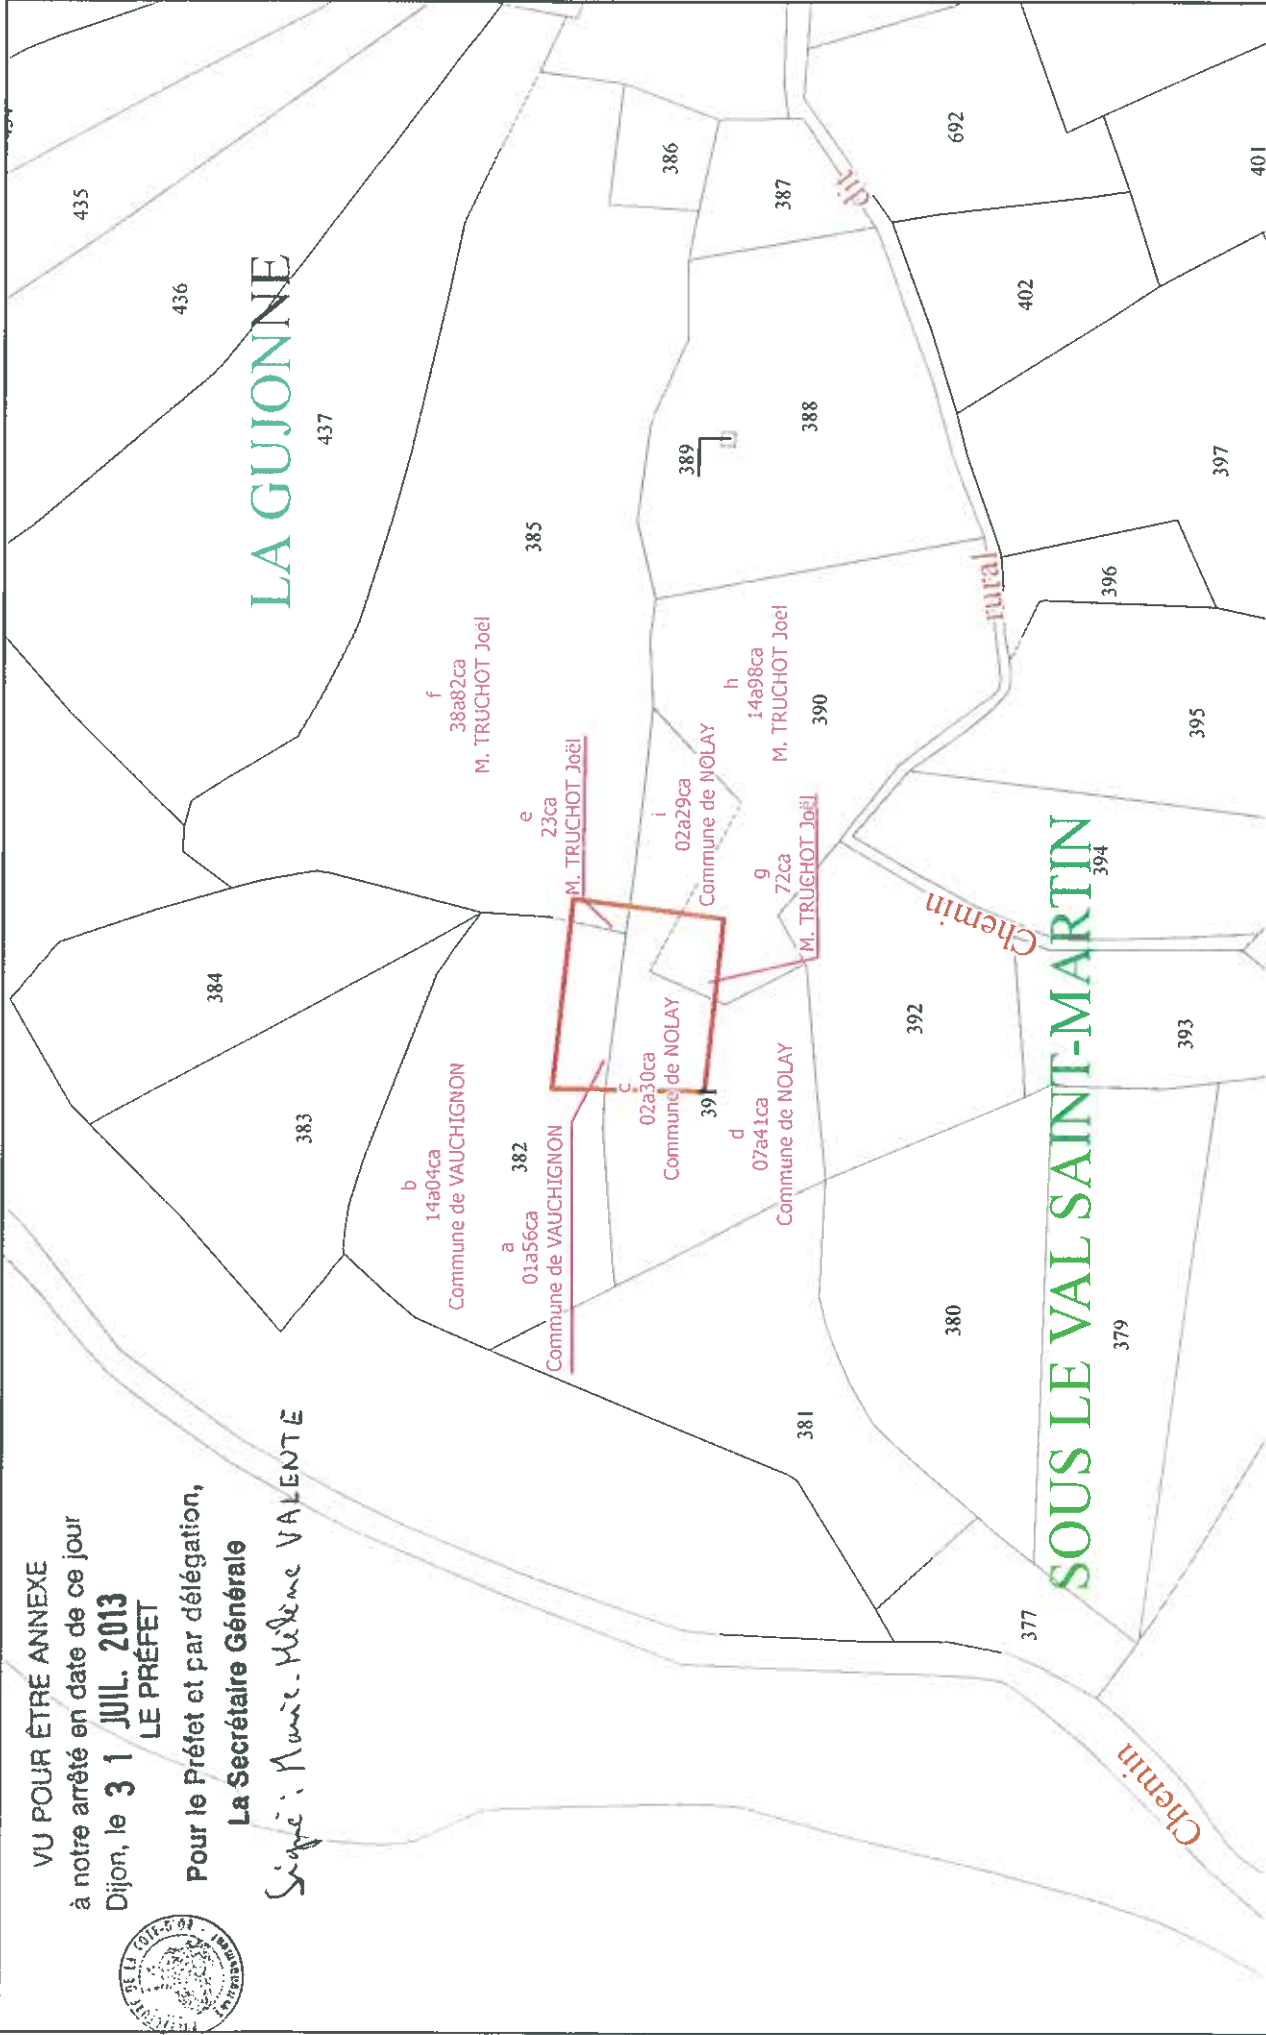 VU POUR ÊTRE ANNEXE
à notre arrêté en date de ce jour
Dijon, le 3 1 JUIL. 2013
LE PRÉFET
Pour le Préfet et par délégation,
La Secrétaire Générale
Signé : Marie-Hélène VALENTE
LA GUJONNE
SOUS LE VAL SAINT-MARTIN
Chemin
Chemin
rural
dit
435
436
437
384
383
385
386
387
388
389
390
692
402
401
397
396
395
394
393
392
382
391
381
380
379
377
b
14a04ca
Commune de VAUCHIGNON
a
01a56ca
Commune de VAUCHIGNON
c
02a30ca
Commune de NOLAY
d
07a41ca
Commune de NOLAY
e
23ca
M. TRUCHOT Joël
f
38a82ca
M. TRUCHOT Joël
i
02a29ca
Commune de NOLAY
g
72ca
M. TRUCHOT Joël
h
14a98ca
M. TRUCHOT Joël